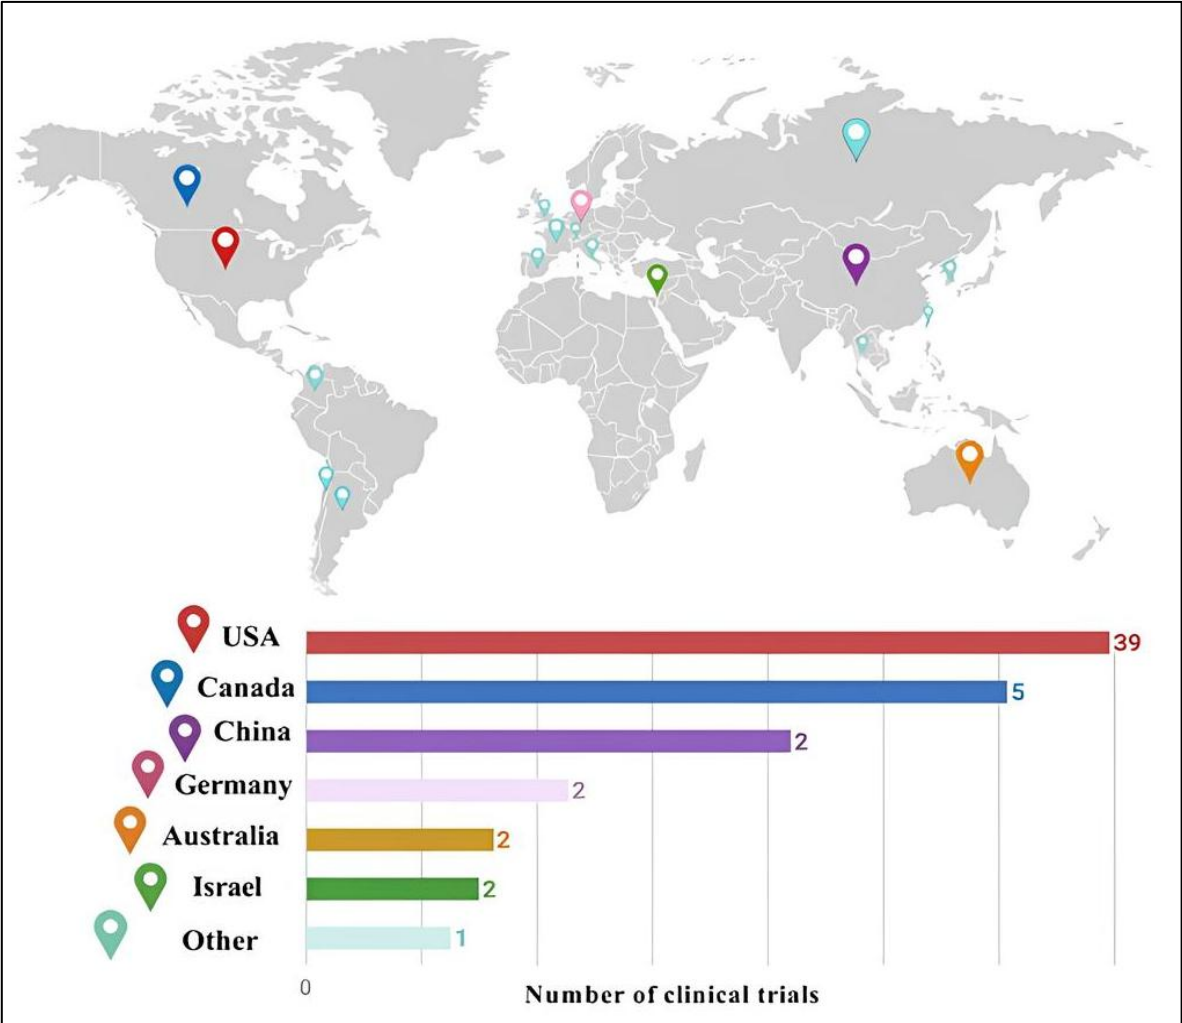 USA 39
Canada 5
China 2
Germany 2
Australia 2
Israel 2
Other 1
0
Number of clinical trials